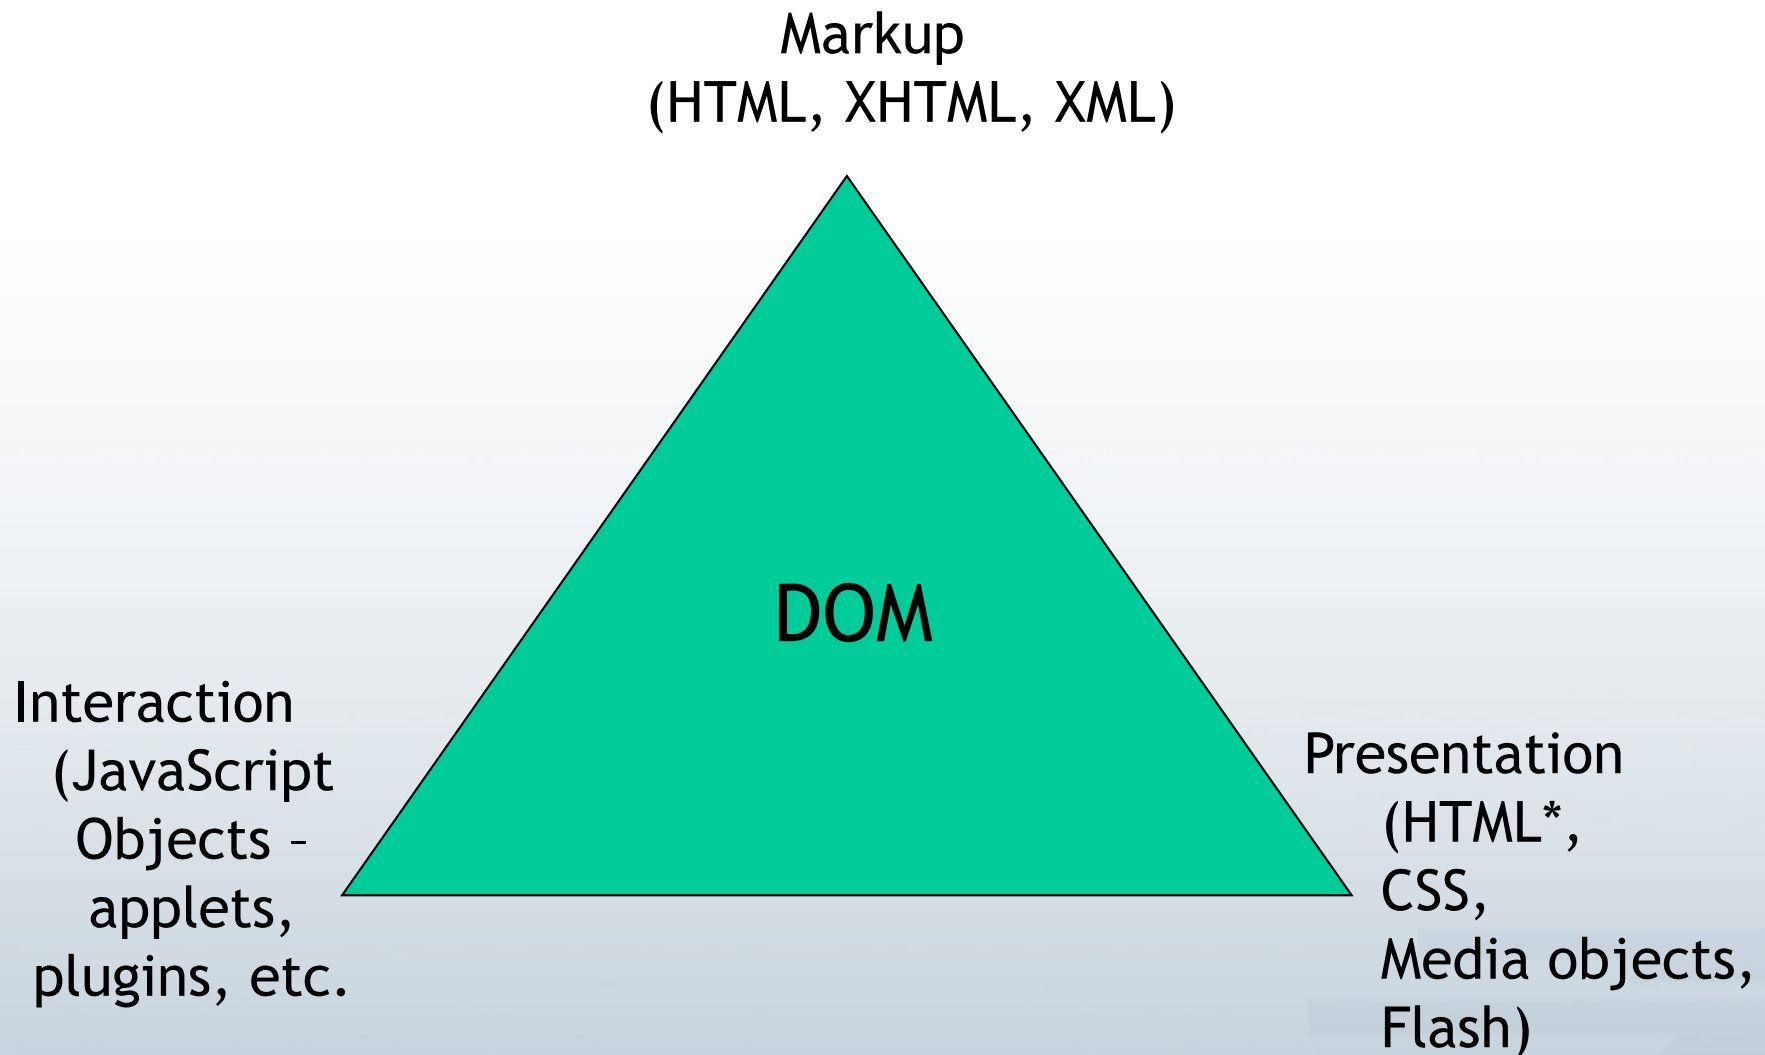 Markup
(HTML, XHTML, XML)
DOM
Interaction
(JavaScript
Objects –
applets,
plugins, etc.
Presentation
(HTML*,
CSS,
Media objects,
Flash)